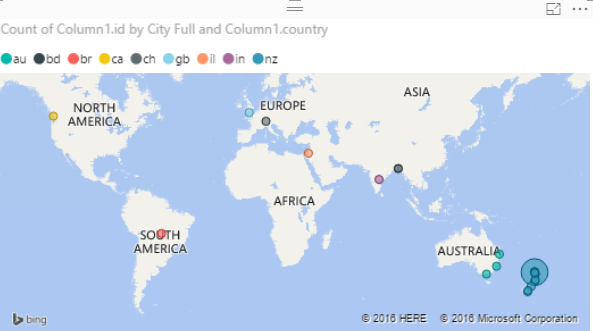 Count of Column1.id by City Full and Column1.country
au bd br ca ch gb il in nz
ASIA
EUROPE
NORTH
AMERICA
AFRICA
SOUTH
AMERICA
AUSTRALIA
bing
© 2016 HERE © 2016 Microsoft Corporation